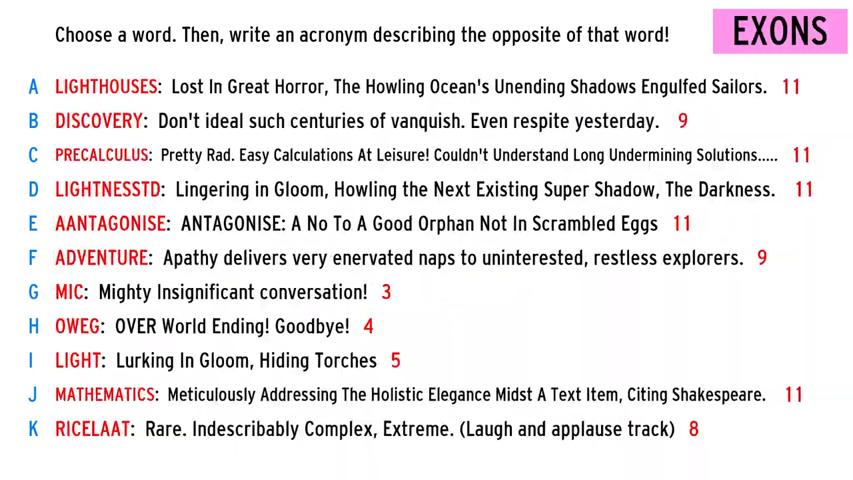 Choose a word. Then, write an acronym describing the opposite of that word!
EXONS
A LIGHTHOUSES: Lost In Great Horror, The Howling Ocean's Unending Shadows Engulfed Sailors. 11
B DISCOVERY: Don't ideal such centuries of vanquish. Even respite yesterday. 9
C PRECALCULUS: Pretty Rad. Easy Calculations At Leisure! Couldn't Understand Long Undermining Solutions..... 11
D LIGHTNESSTD: Lingering in Gloom, Howling the Next Existing Super Shadow, The Darkness. 11
E AANTAGONISE: ANTAGONISE: A No To A Good Orphan Not In Scrambled Eggs 11
F ADVENTURE: Apathy delivers very enervated naps to uninterested, restless explorers. 9
G MIC: Mighty Insignificant conversation! 3
H OWEG: OVER World Ending! Goodbye! 4
I LIGHT: Lurking In Gloom, Hiding Torches 5
J MATHEMATICS: Meticulously Addressing The Holistic Elegance Midst A Text Item, Citing Shakespeare. 11
K RICELAAT: Rare. Indescribably Complex, Extreme. (Laugh and applause track) 8